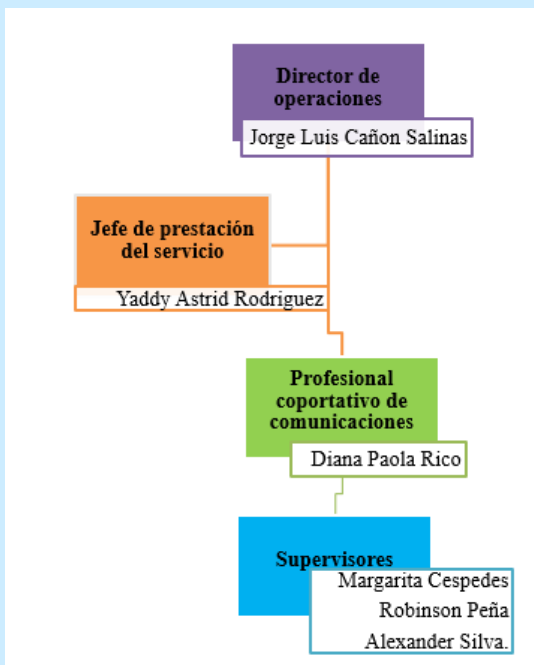 Director de
operaciones
Jorge Luis Cañon Salinas
Jefe de prestación
del servicio
Yaddy Astrid Rodriguez
Profesional
coportativo de
comunicaciones
Diana Paola Rico
Supervisores
Margarita Cespedes
Robinson Peña
Alexander Silva.